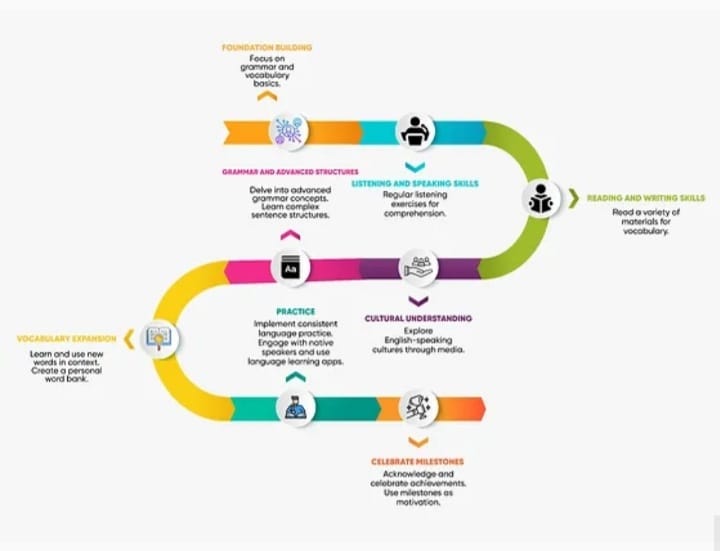 FOUNDATION BUILDING
Focus on
grammar and
vocabulary
basics.
LISTENING AND SPEAKING SKILLS
Regular listening
exercises for
comprehension.
READING AND WRITING SKILLS
Read a variety of
materials for
vocabulary.
CULTURAL UNDERSTANDING
Explore
English-speaking
cultures through media.
GRAMMAR AND ADVANCED STRUCTURES
Delve into advanced
grammar concepts.
Learn complex
sentence structures.
Aa
VOCABULARY EXPANSION
Learn and use new
words in context.
Create a personal
word bank.
PRACTICE
Implement consistent
language practice.
Engage with native
speakers and use
language learning apps.
CELEBRATE MILESTONES
Acknowledge and
celebrate achievements.
Use milestones as
motivation.